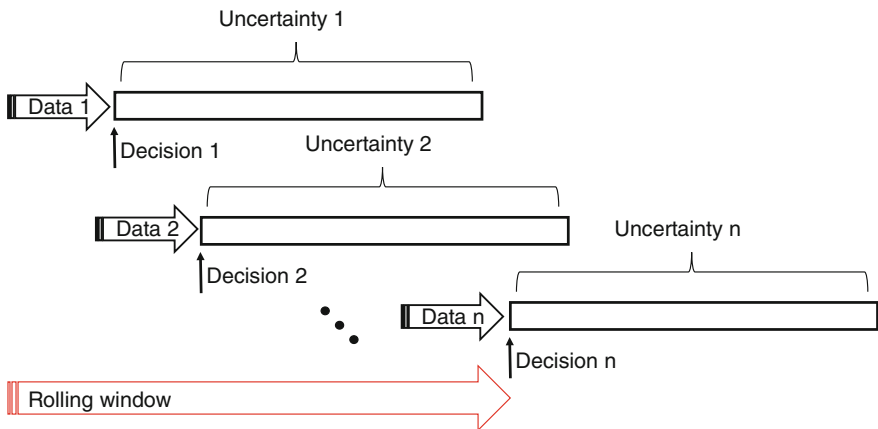 Uncertainty 1
Data 1
Decision 1
Uncertainty 2
Data 2
Decision 2
Uncertainty n
Data n
Decision n
Rolling window